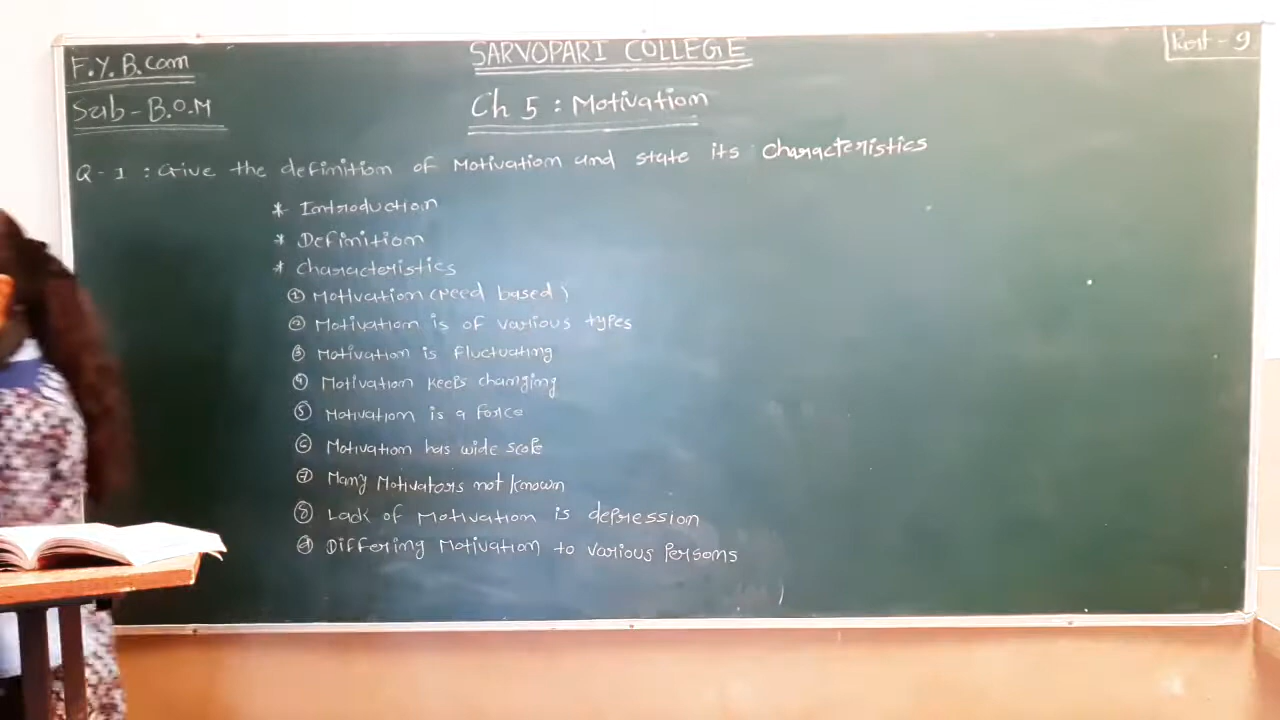 F.Y. B.com
SARVOPARI COLLEGE
Part - 9
Sub - B.O.M
Ch 5 : Motivation
Q - 1 : Give the definition of Motivation and state its characteristics
* Introduction
* Definition
* characteristics
① Motivation (Need based)
② Motivation is of various types
③ Motivation is fluctuating
④ Motivation keeps changing
⑤ Motivation is a force
⑥ Motivation has wide scope
⑦ Many Motivators not known
⑧ Lack of Motivation is depression
⑨ Differing Motivation to various Persons